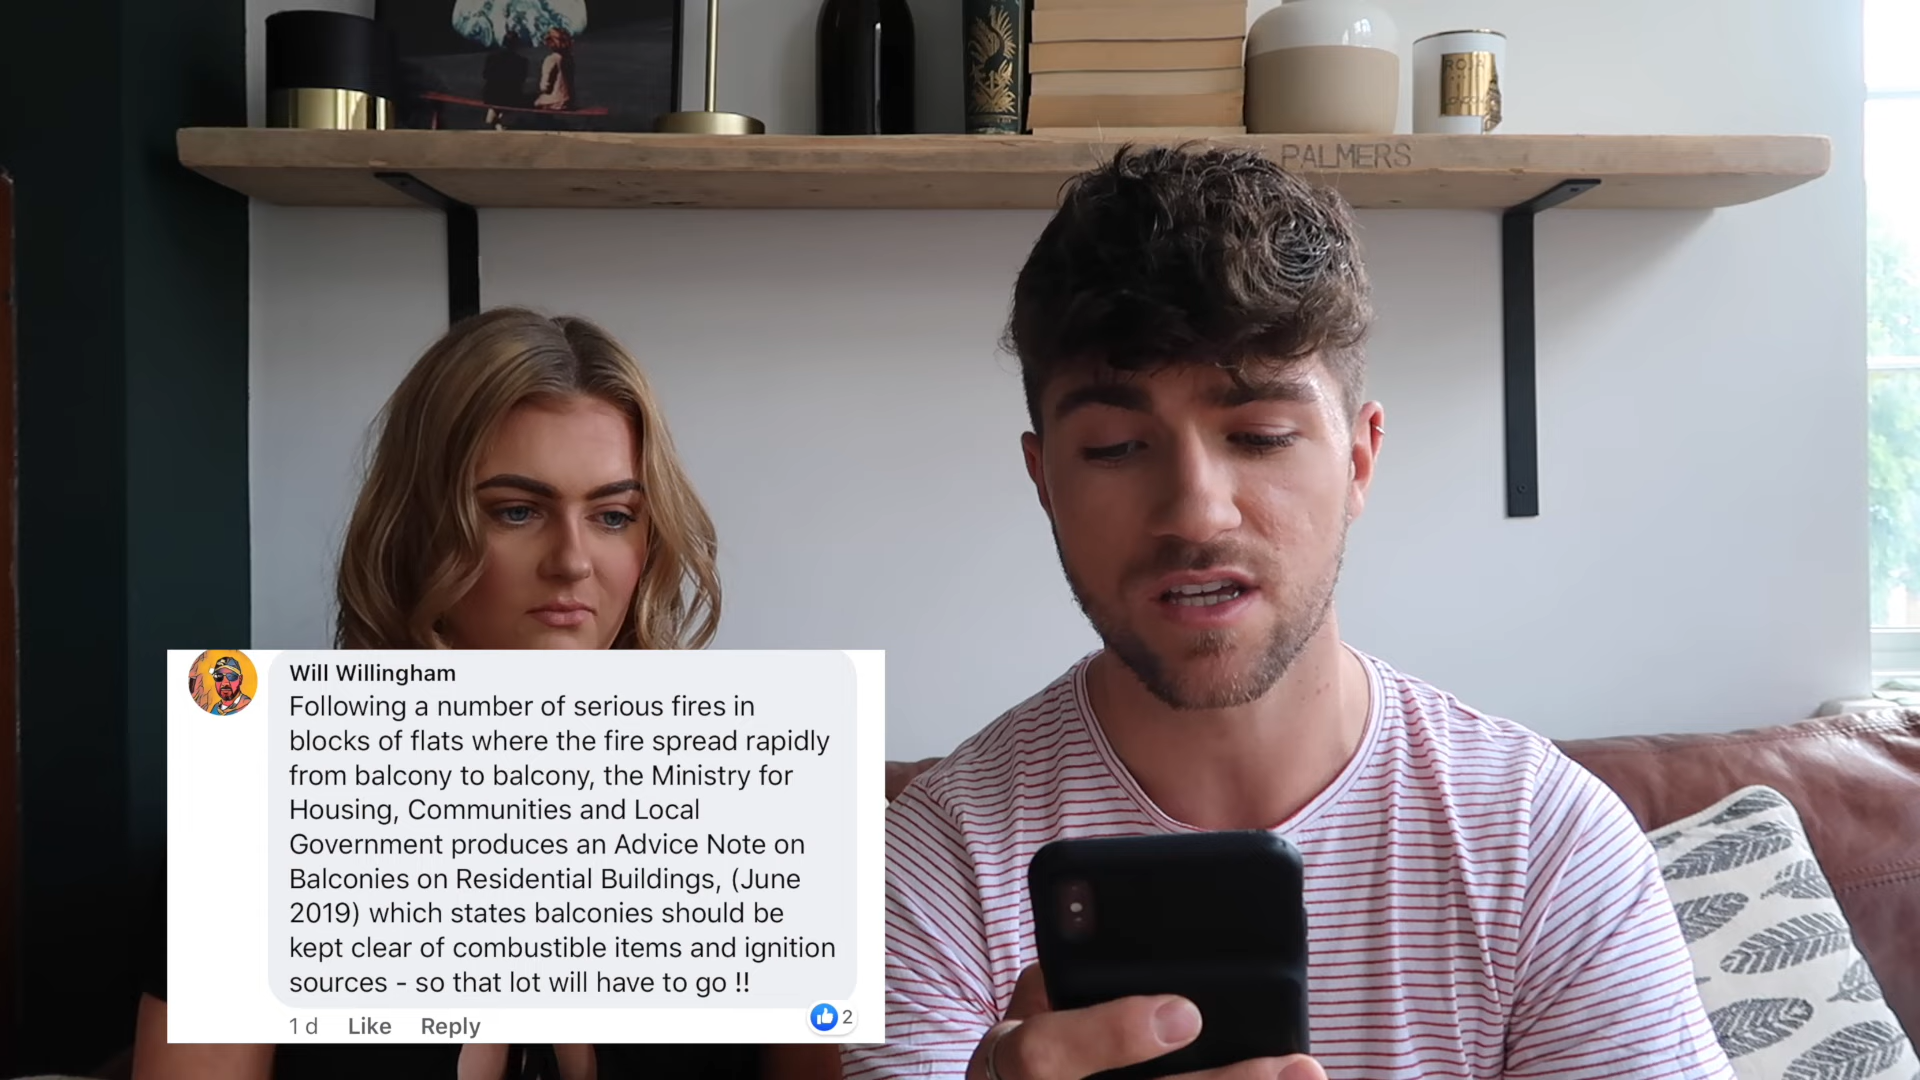 ROJA
LONDON
PALMERS
Will Willingham
Following a number of serious fires in
blocks of flats where the fire spread rapidly
from balcony to balcony, the Ministry for
Housing, Communities and Local
Government produces an Advice Note on
Balconies on Residential Buildings, (June
2019) which states balconies should be
kept clear of combustible items and ignition
sources - so that lot will have to go !!
1 d Like Reply 2